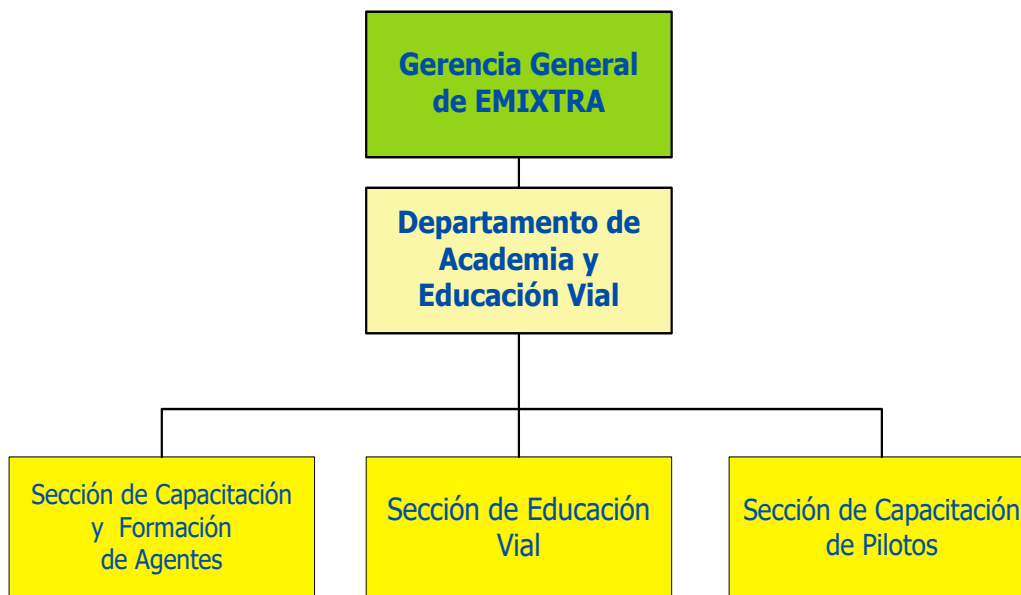 Gerencia General
de EMIXTRA
Departamento de
Academia y
Educación Vial
Sección de Capacitación
y Formación
de Agentes
Sección de Educación
Vial
Sección de Capacitación
de Pilotos